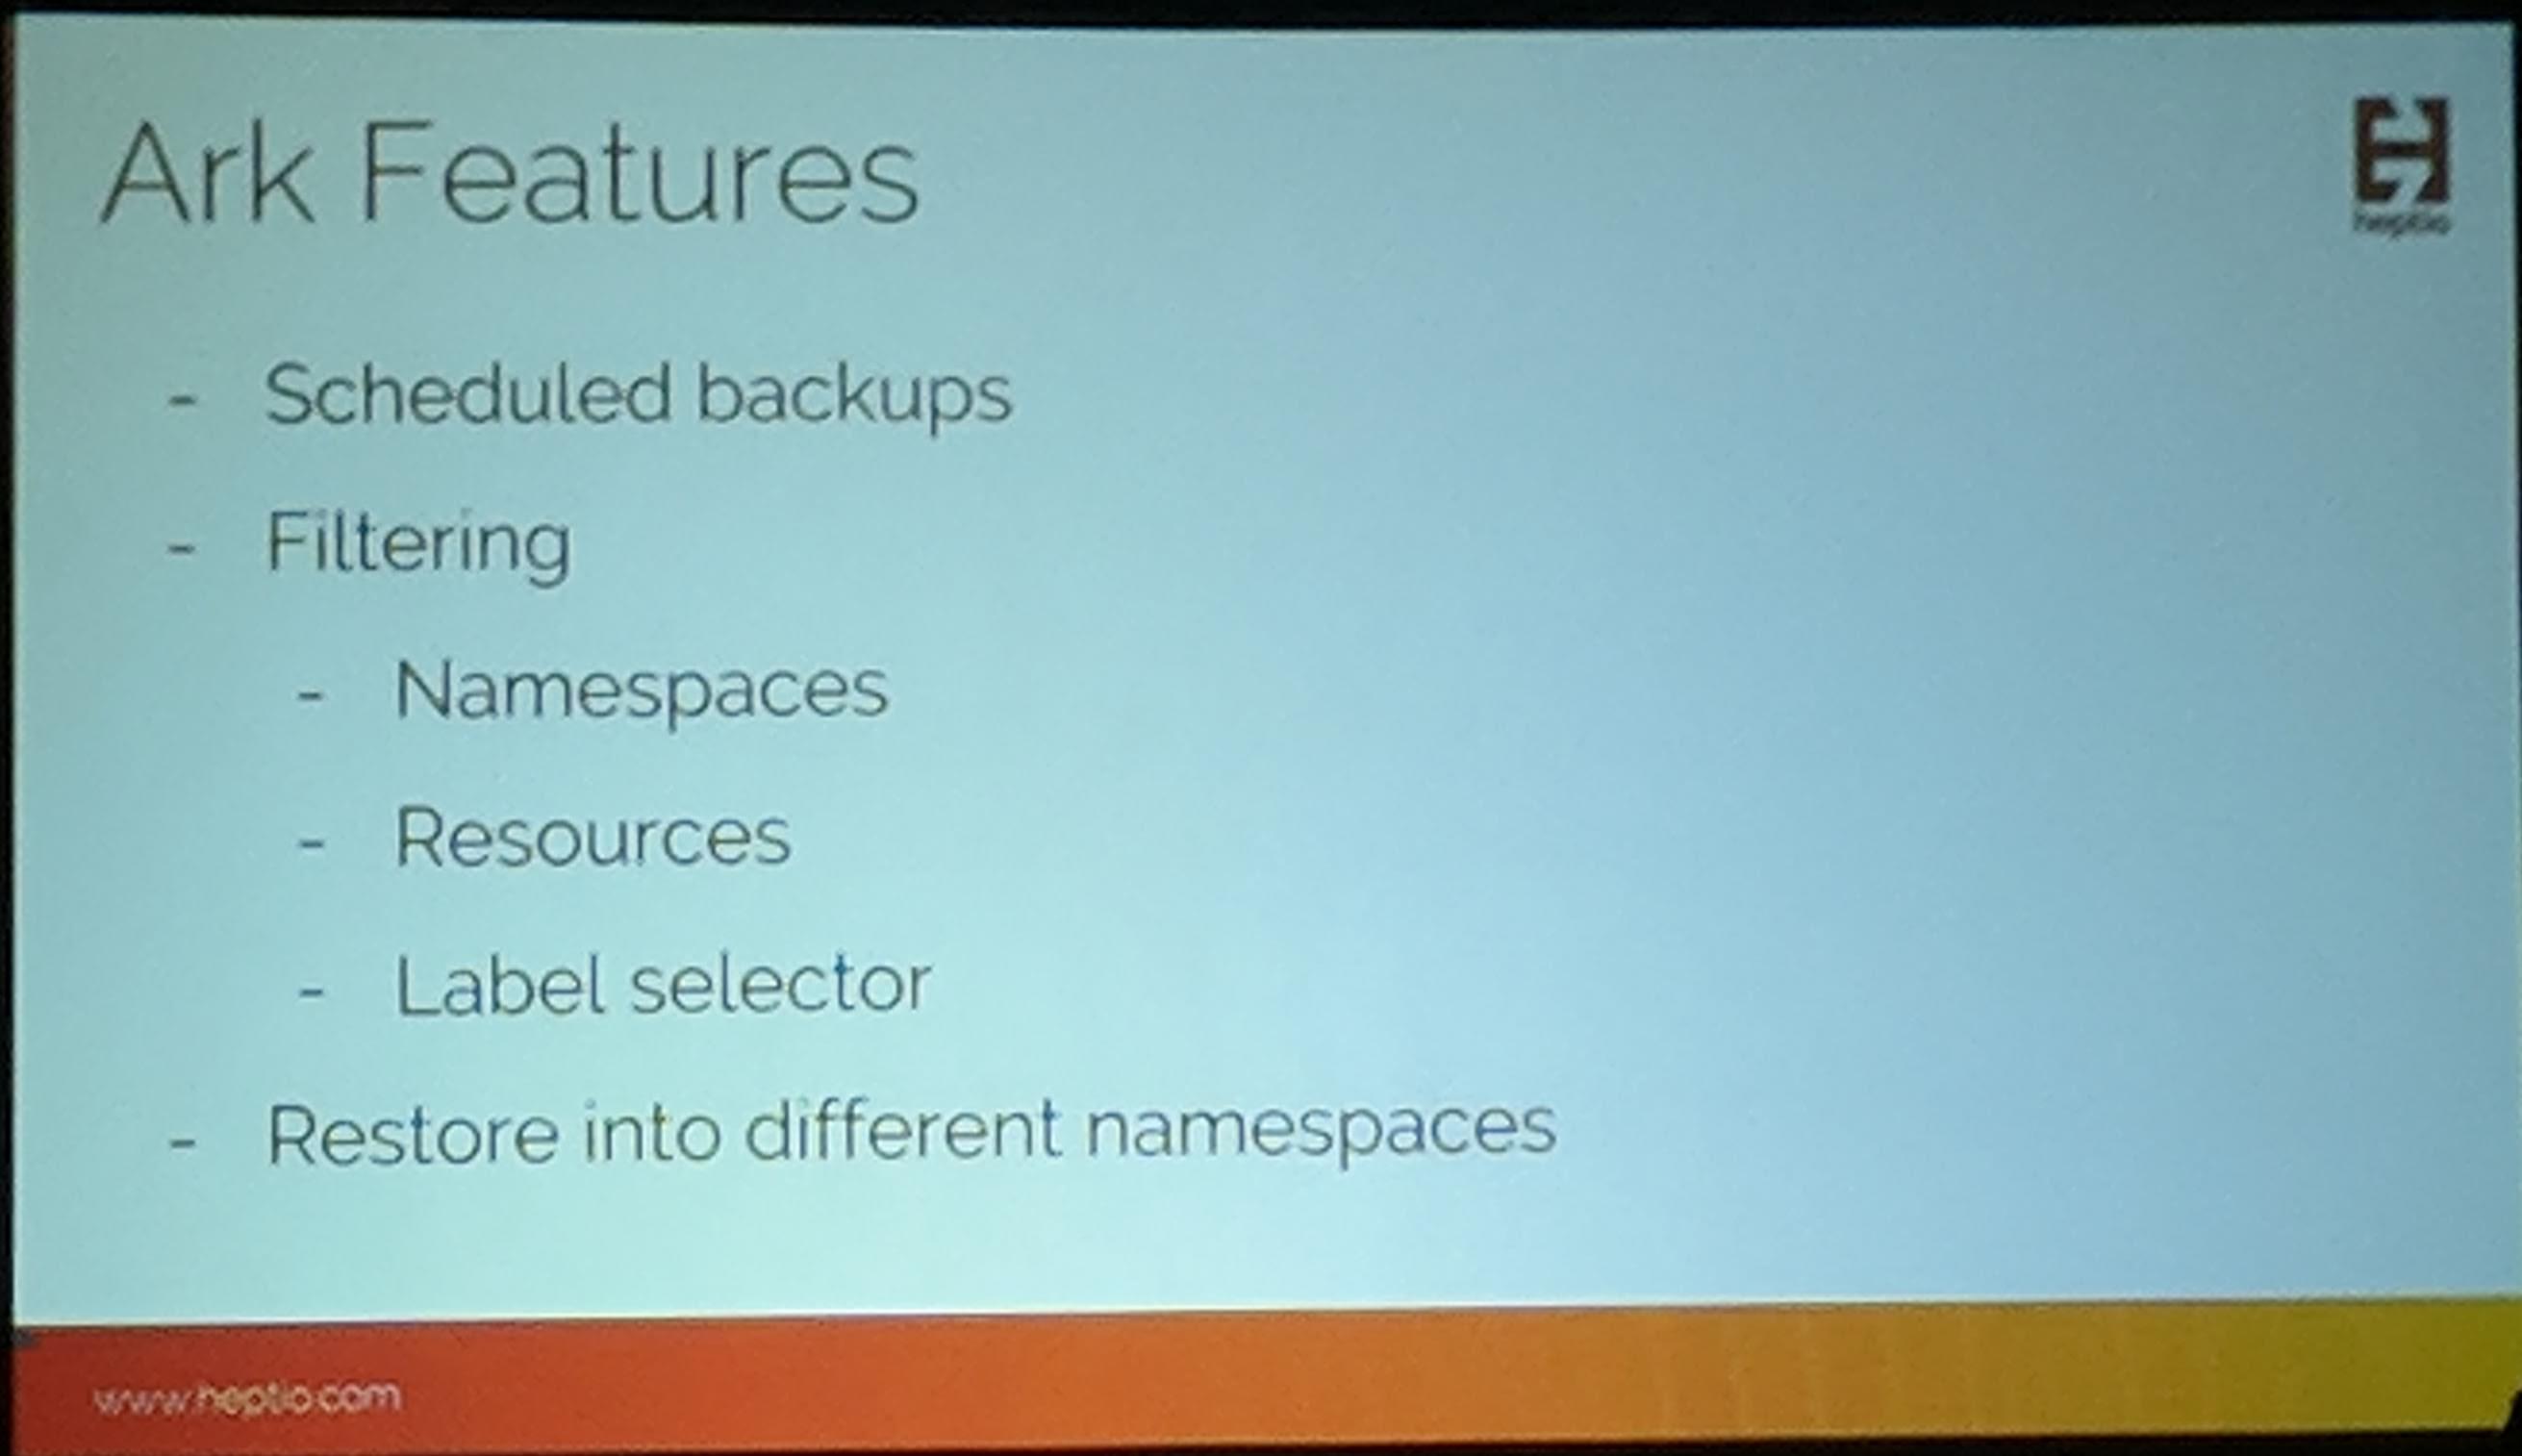 Ark Features
heptio
- Scheduled backups
- Filtering
- Namespaces
- Resources
- Label selector
- Restore into different namespaces
www.heptio.com